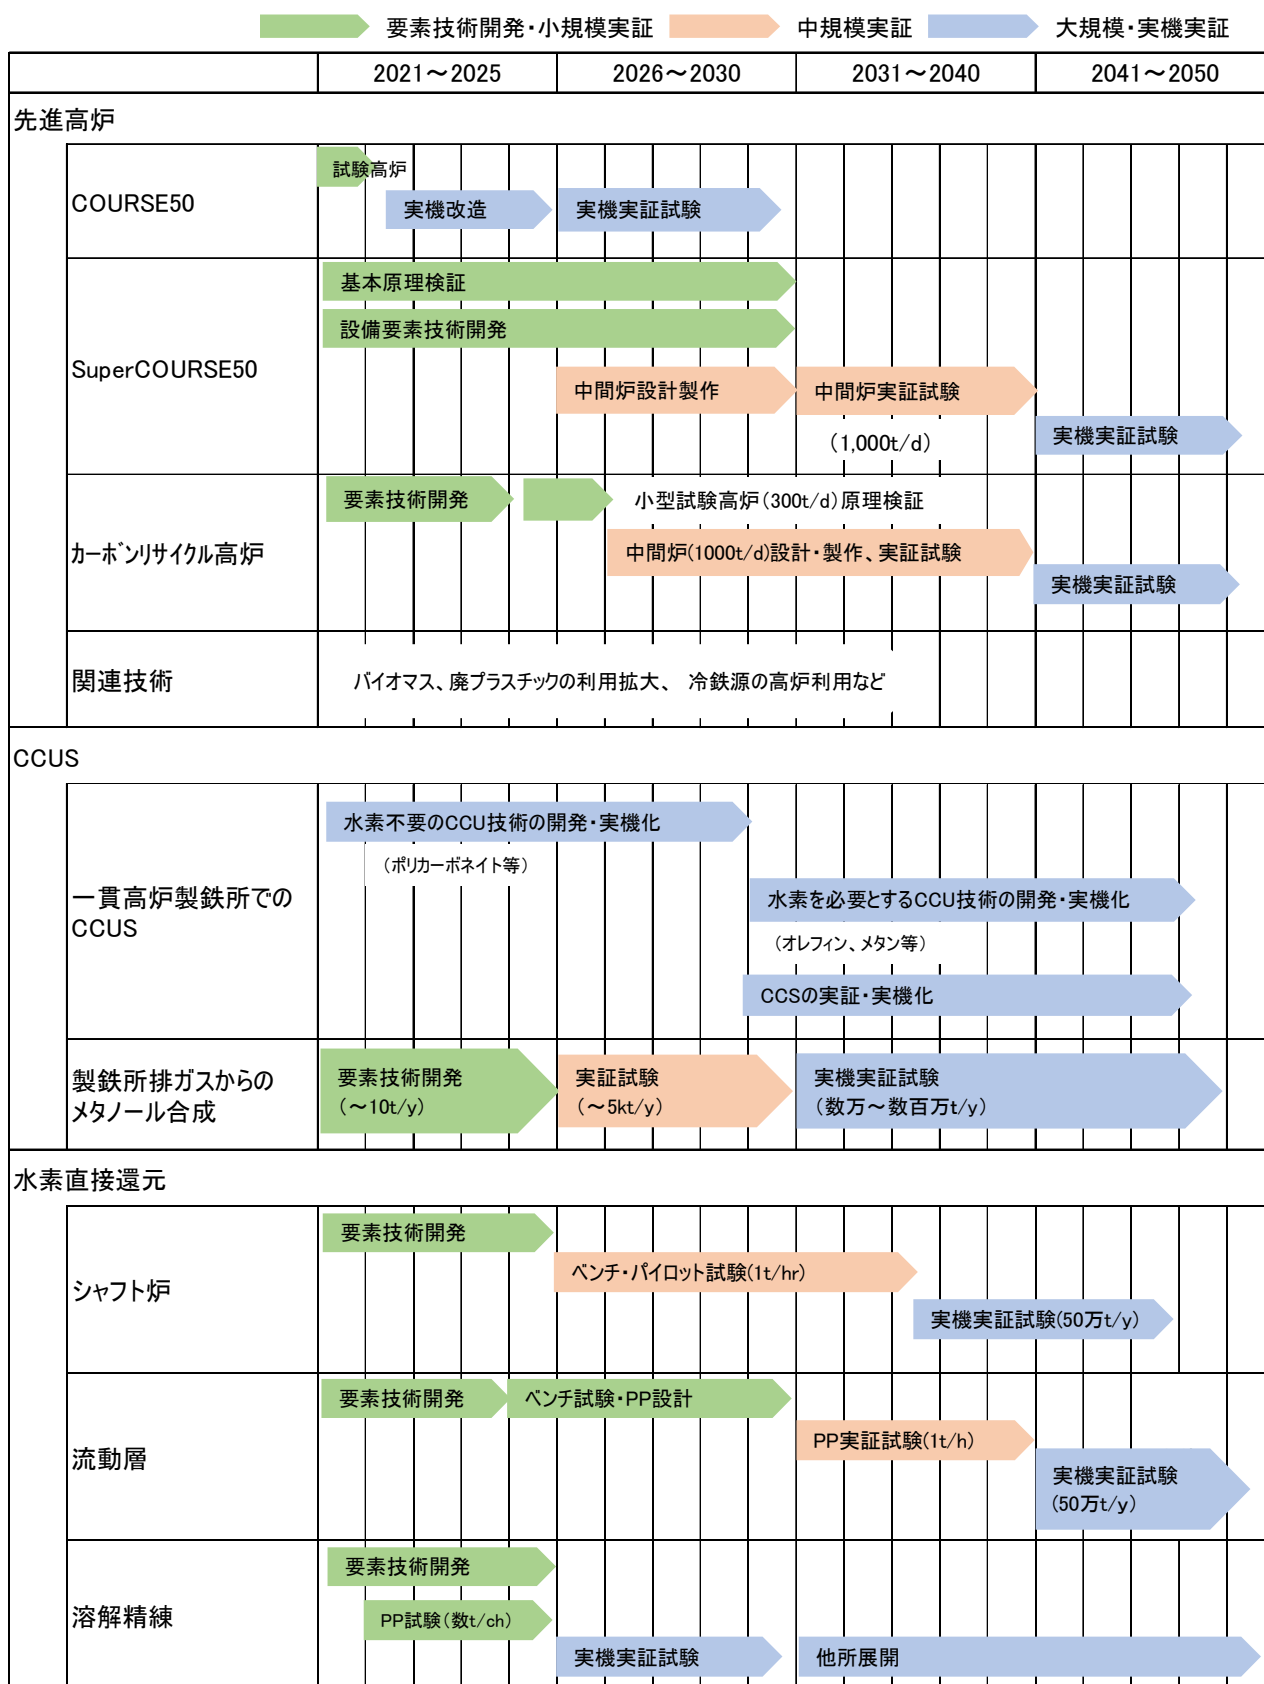 要素技術開発・小規模実証 中規模実証 大規模・実機実証
2021～2025 2026～2030 2031～2040 2041～2050
先進高炉
COURSE50
試験高炉
実機改造 実機実証試験
SuperCOURSE50
基本原理検証
設備要素技術開発
中間炉設計製作 中間炉実証試験
(1,000t/d)
実機実証試験
カーボンリサイクル高炉
要素技術開発 小型試験高炉(300t/d)原理検証
中間炉(1000t/d)設計・製作、実証試験
実機実証試験
関連技術
バイオマス、廃プラスチックの利用拡大、 冷鉄源の高炉利用など
CCUS
一貫高炉製鉄所での
CCUS
水素不要のCCU技術の開発・実機化
(ポリカーボネイト等)
水素を必要とするCCU技術の開発・実機化
(オレフィン、メタン等)
CCSの実証・実機化
製鉄所排ガスからの
メタノール合成
要素技術開発
(～10t/y)
実証試験
(～5kt/y)
実機実証試験
(数万～数百万t/y)
水素直接還元
シャフト炉
要素技術開発
ベンチ・パイロット試験(1t/hr)
実機実証試験(50万t/y)
流動層
要素技術開発 ベンチ試験・PP設計
PP実証試験(1t/h)
実機実証試験
(50万t/y)
溶解精練
要素技術開発
PP試験(数t/ch)
実機実証試験 他所展開